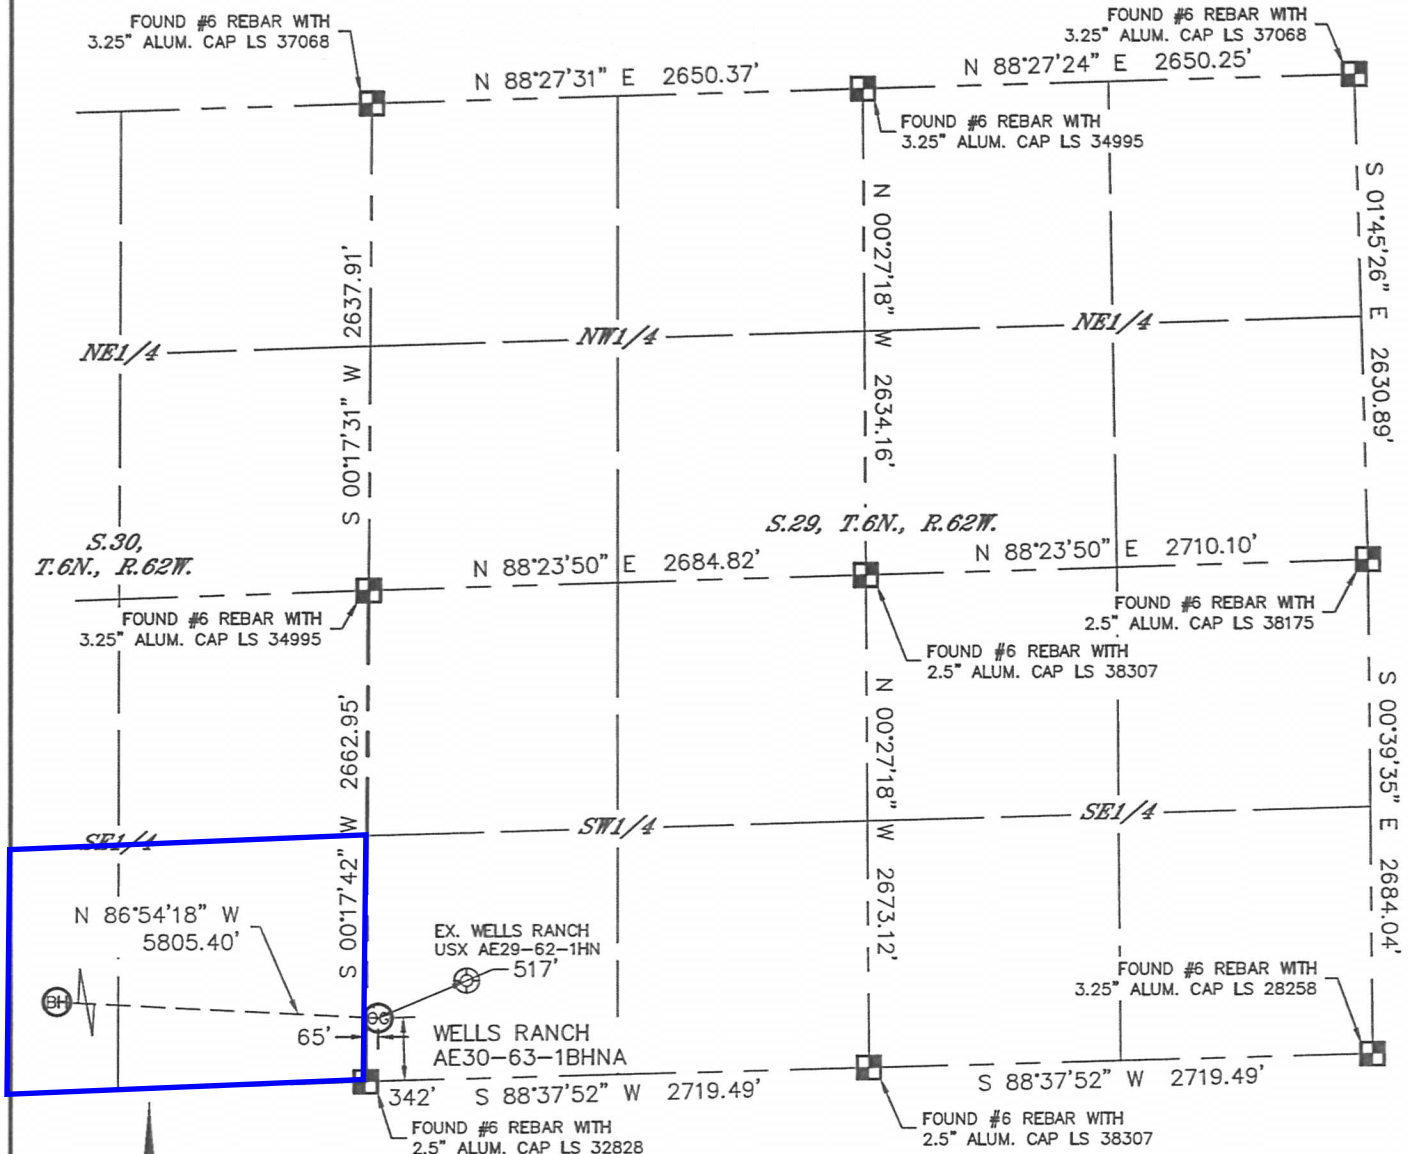 FOUND #6 REBAR WITH
3.25" ALUM. CAP LS 37068
FOUND #6 REBAR WITH
3.25" ALUM. CAP LS 37068
N 88°27'31" E 2650.37'
N 88°27'24" E 2650.25'
FOUND #6 REBAR WITH
3.25" ALUM. CAP LS 34995
S 00°17'31" W 2637.91'
N 00°27'18" W 2634.16'
S 01°45'26" E 2630.89'
NE1/4
NW1/4
NE1/4
S.30,
T.6N., R.62W.
S.29, T.6N., R.62W.
N 88°23'50" E 2684.82'
N 88°23'50" E 2710.10'
FOUND #6 REBAR WITH
3.25" ALUM. CAP LS 34995
FOUND #6 REBAR WITH
2.5" ALUM. CAP LS 38175
FOUND #6 REBAR WITH
2.5" ALUM. CAP LS 38307
S 00°17'42" W 2662.95'
N 00°27'18" W 2673.12'
S 00°39'35" E 2684.04'
SE1/4
SW1/4
SE1/4
N 86°54'18" W
5805.40'
EX. WELLS RANCH
USX AE29-62-1HN
517'
BH
OG
65'
WELLS RANCH
AE30-63-1BHNA
FOUND #6 REBAR WITH
3.25" ALUM. CAP LS 28258
342'
S 88°37'52" W 2719.49'
S 88°37'52" W 2719.49'
FOUND #6 REBAR WITH
2.5" ALUM. CAP LS 32828
FOUND #6 REBAR WITH
2.5" ALUM. CAP LS 38307